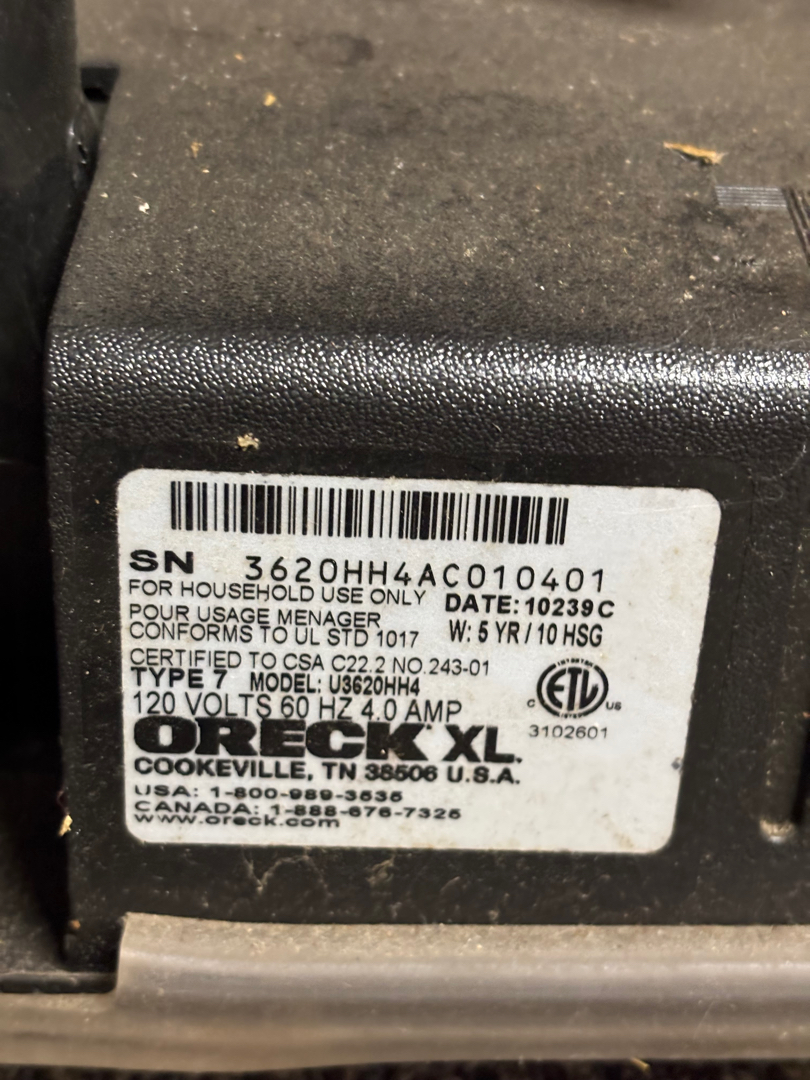 SN 3620HH4AC010401
FOR HOUSEHOLD USE ONLY DATE: 10239C
POUR USAGE MENAGER
CONFORMS TO UL STD 1017 W: 5 YR / 10 HSG
CERTIFIED TO CSA C22.2 NO.243-01
TYPE 7 MODEL: U3620HH4
120 VOLTS 60 HZ 4.0 AMP
C ETL US
3102601
ORECK XL.
COOKEVILLE, TN 38506 U.S.A.
USA: 1-800-989-3535
CANADA: 1-888-676-7325
www.oreck.com